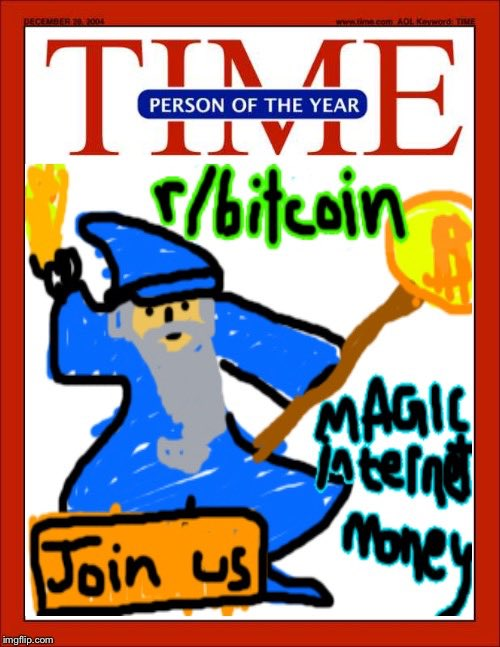 DECEMBER 28, 2004 www.time.com AOL Keyword: TIME
TIME
PERSON OF THE YEAR
r/bitcoin
MAGIC
Internet
Money
Join us
imgflip.com